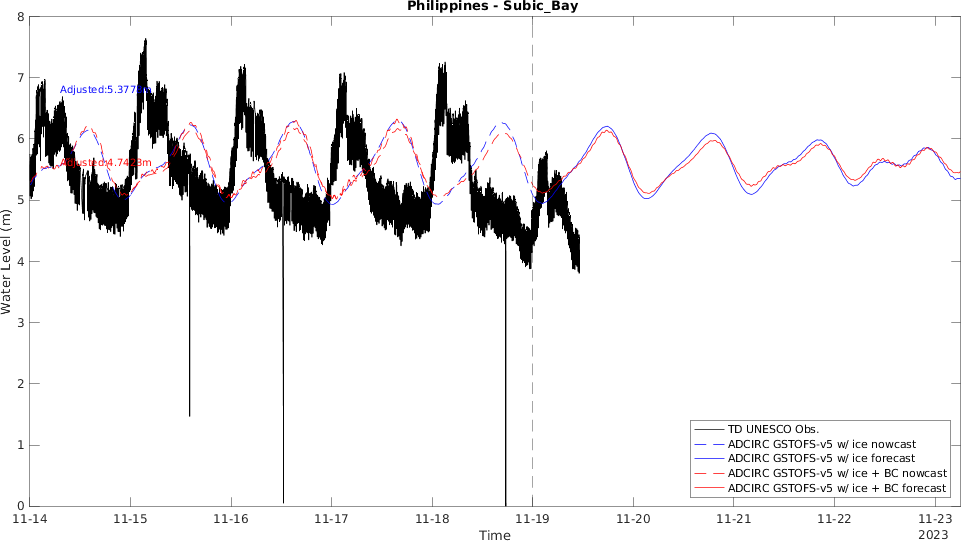 Philippines - Subic_Bay
8
7
6
5
4
3
2
1
0
Water Level (m)
Adjusted:5.377
Adjusted:4.7423m
TD UNESCO Obs.
ADCIRC GSTOFS-v5 w/ ice nowcast
ADCIRC GSTOFS-v5 w/ ice forecast
ADCIRC GSTOFS-v5 w/ ice + BC nowcast
ADCIRC GSTOFS-v5 w/ ice + BC forecast
11-14 11-15 11-16 11-17 11-18 11-19 11-20 11-21 11-22 11-23
Time
2023